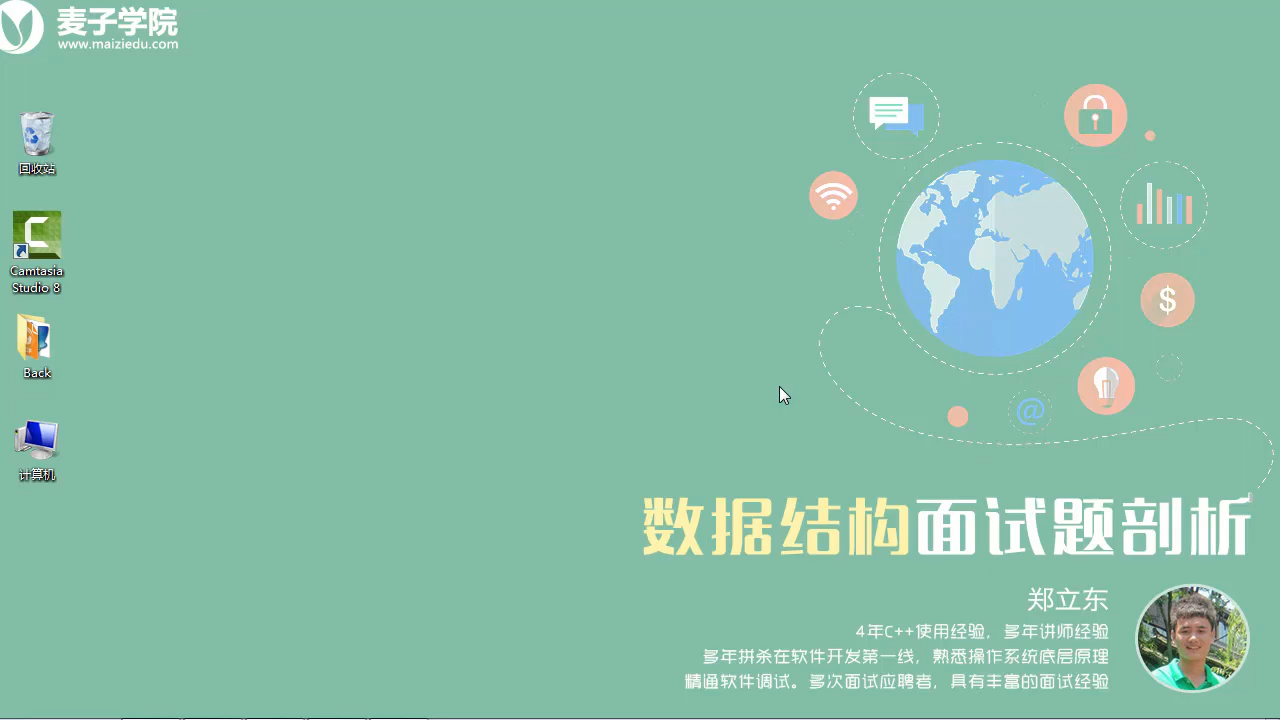 麦子学院
www.maiziedu.com
回收站
Camtasia
Studio 8
Back
计算机
$
@
数据结构面试题剖析
郑立东
4年C++使用经验，多年讲师经验
多年拼杀在软件开发第一线，熟悉操作系统底层原理
精通软件调试。多次面试应聘者，具有丰富的面试经验